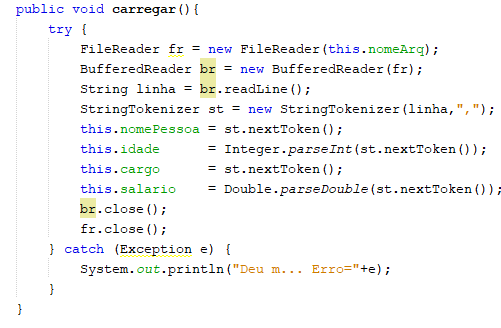 public void carregar(){
try {
FileReader fr = new FileReader(this.nomeArq);
BufferedReader br = new BufferedReader(fr);
String linha = br.readLine();
StringTokenizer st = new StringTokenizer(linha,",");
this.nomePessoa = st.nextToken();
this.idade = Integer.parseInt(st.nextToken());
this.cargo = st.nextToken();
this.salario = Double.parseDouble(st.nextToken());
br.close();
fr.close();
} catch (Exception e) {
System.out.println("Deu m... Erro="+e);
}
}